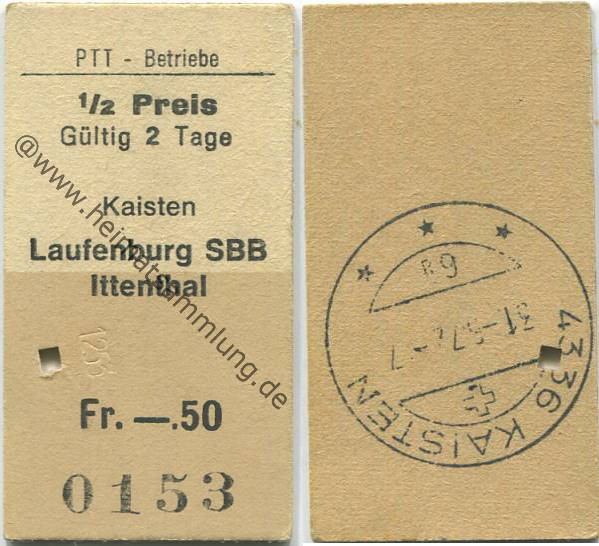 PTT - Betriebe
1/2 Preis
Gültig 2 Tage
Kaisten
Laufenburg SBB
Ittenthal
Fr. —.50
0153
@www.heimatsammlung.de
4336 KAISTEN